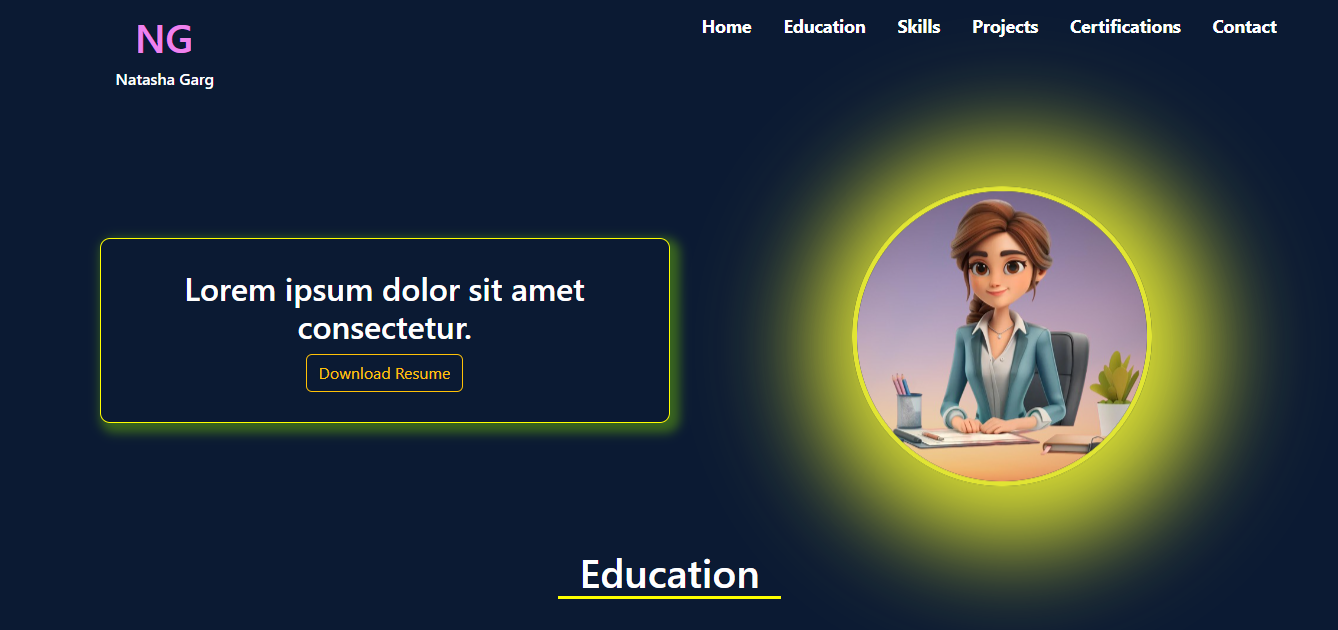 NG
Natasha Garg
Home Education Skills Projects Certifications Contact
Lorem ipsum dolor sit amet
consectetur.
Download Resume
Education